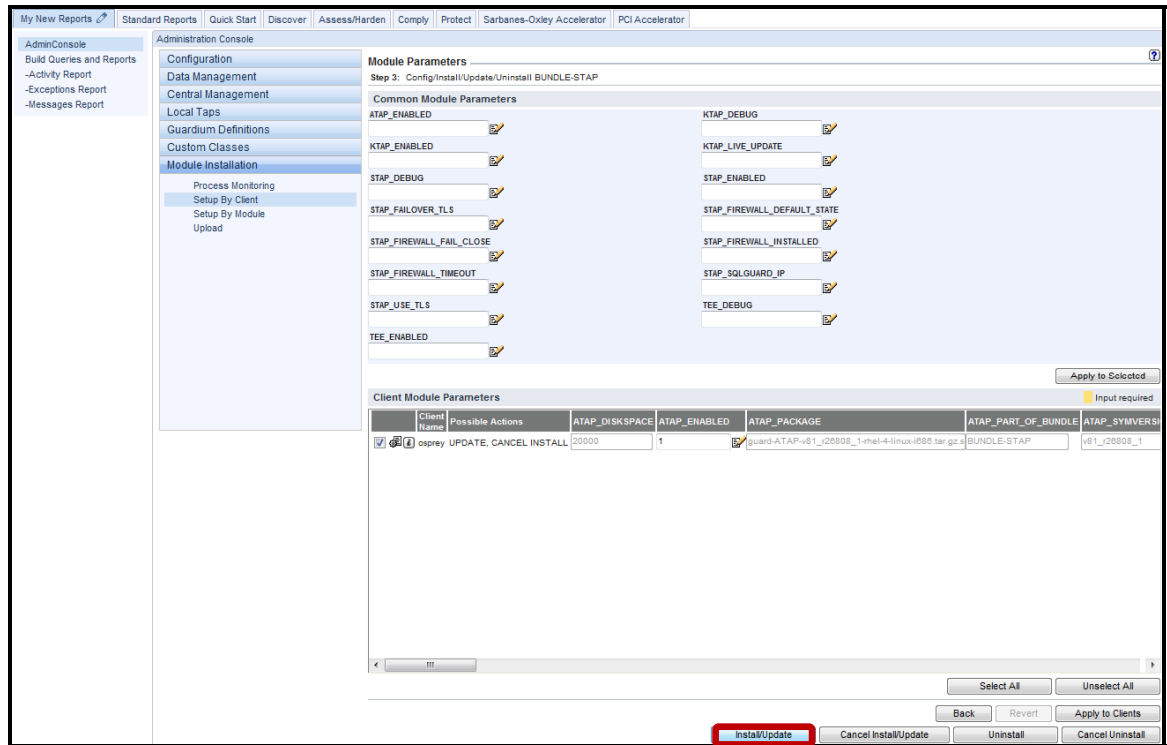 My New Reports Standard Reports Quick Start Discover Assess/Harden Comply Protect Sarbanes-Oxley Accelerator PCI Accelerator
AdminConsole
Build Queries and Reports
-Activity Report
-Exceptions Report
-Messages Report
Administration Console
Configuration
Data Management
Central Management
Local Taps
Guardium Definitions
Custom Classes
Module Installation
Process Monitoring
Setup By Client
Setup By Module
Upload
Module Parameters ?
Step 3: Config/Install/Update/Uninstall BUNDLE-STAP
Common Module Parameters
ATAP_ENABLED KTAP_DEBUG
KTAP_ENABLED KTAP_LIVE_UPDATE
STAP_DEBUG STAP_ENABLED
STAP_FAILOVER_TLS STAP_FIREWALL_DEFAULT_STATE
STAP_FIREWALL_FAIL_CLOSE STAP_FIREWALL_INSTALLED
STAP_FIREWALL_TIMEOUT STAP_SQLGUARD_IP
STAP_USE_TLS TEE_DEBUG
TEE_ENABLED
Apply to Selected
Client Module Parameters Input required
Client Name Possible Actions ATAP_DISKSPACE ATAP_ENABLED ATAP_PACKAGE ATAP_PART_OF_BUNDLE ATAP_SYMVERSI
osprey UPDATE, CANCEL INSTALL 20000 1 guard-ATAP-v81_r26808_1-rhel-4-linux-i686.tar.gz.s BUNDLE-STAP v81_r26808_1
Select All Unselect All
Back Revert Apply to Clients
Install/Update Cancel Install/Update Uninstall Cancel Uninstall